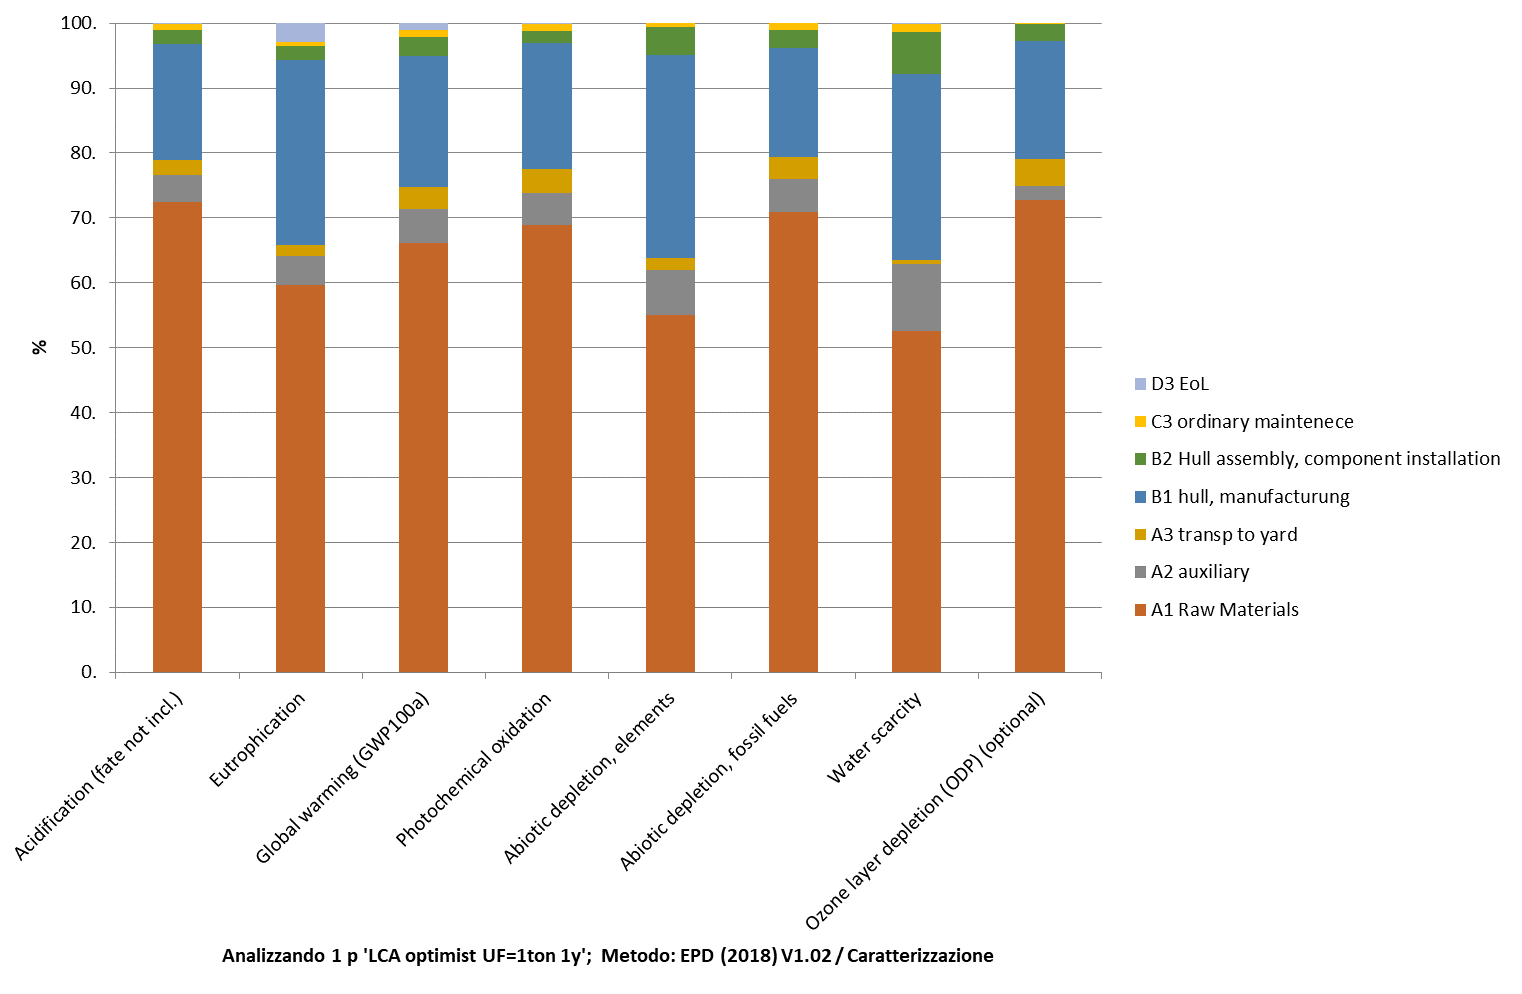 100.
90.
80.
70.
60.
50.
40.
30.
20.
10.
0.
%
Acidification (fate not incl.)
Eutrophication
Global warming (GWP100a)
Photochemical oxidation
Abiotic depletion, elements
Abiotic depletion, fossil fuels
Water scarcity
Ozone layer depletion (ODP) (optional)
D3 EoL
C3 ordinary maintenece
B2 Hull assembly, component installation
B1 hull, manufacturung
A3 transp to yard
A2 auxiliary
A1 Raw Materials
Analizzando 1 p 'LCA optimist UF=1ton 1y'; Metodo: EPD (2018) V1.02 / Caratterizzazione